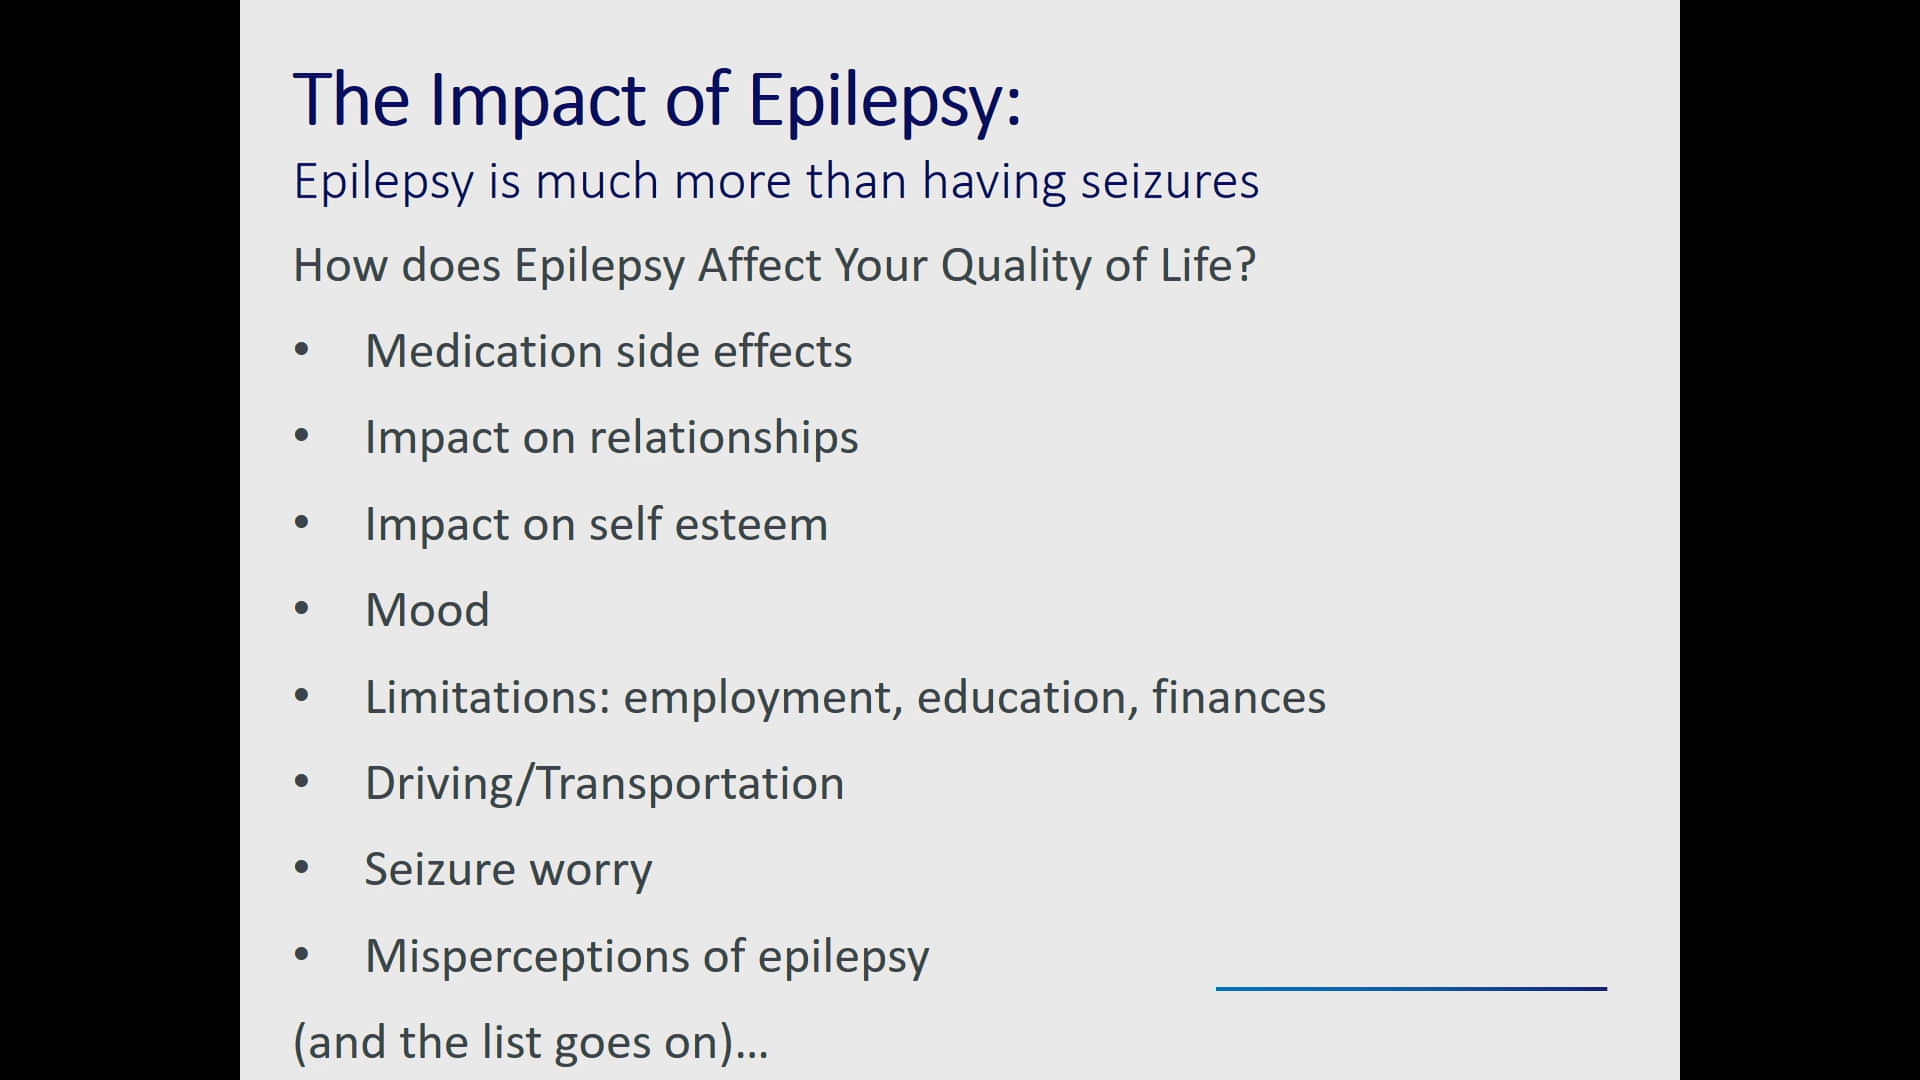 The Impact of Epilepsy:
Epilepsy is much more than having seizures
How does Epilepsy Affect Your Quality of Life?
• Medication side effects
• Impact on relationships
• Impact on self esteem
• Mood
• Limitations: employment, education, finances
• Driving/Transportation
• Seizure worry
• Misperceptions of epilepsy
(and the list goes on)…